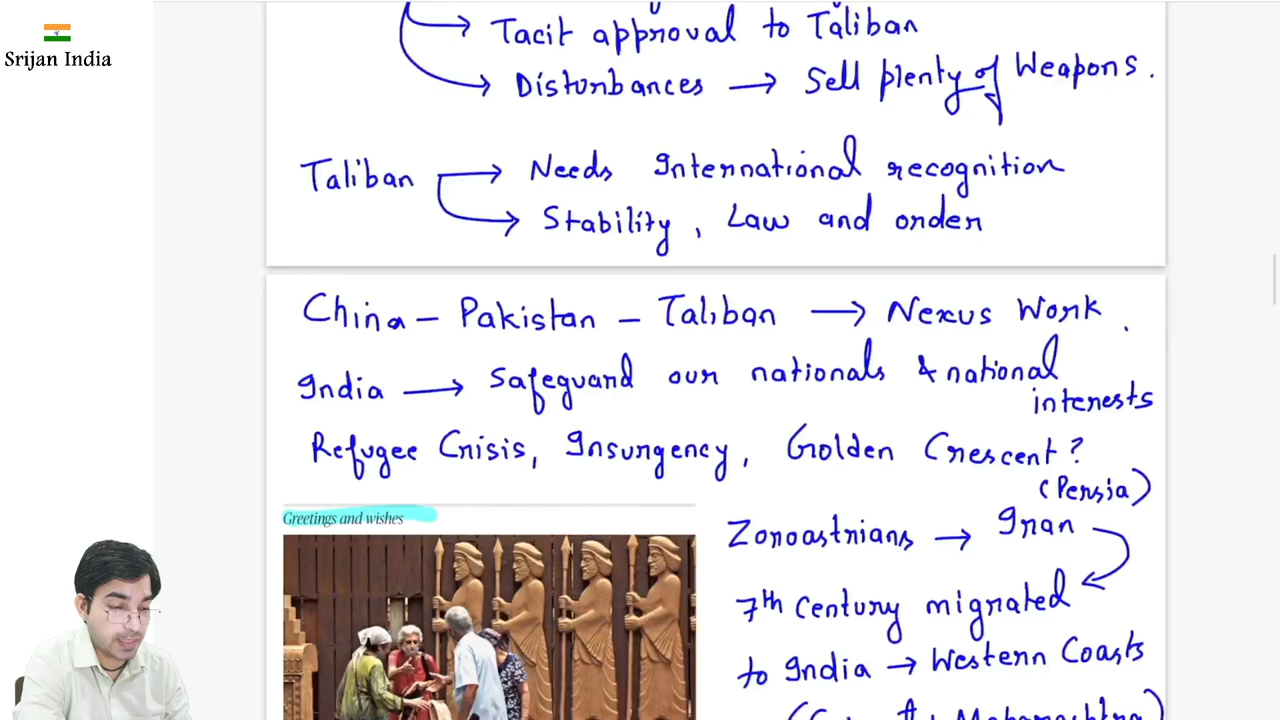 Srijan India
Tacit approval to Taliban
Disturbances → Sell plenty of Weapons.
Taliban → Needs International recognition
→ Stability, Law and order
China – Pakistan – Taliban → Nexus Work.
India → Safeguard our nationals & national
interests
Refugee Crisis, Insurgency, Golden Crescent?
Greetings and wishes
(Persia)
Zoroastrians → Iran
7th Century migrated
to India → Western Coasts